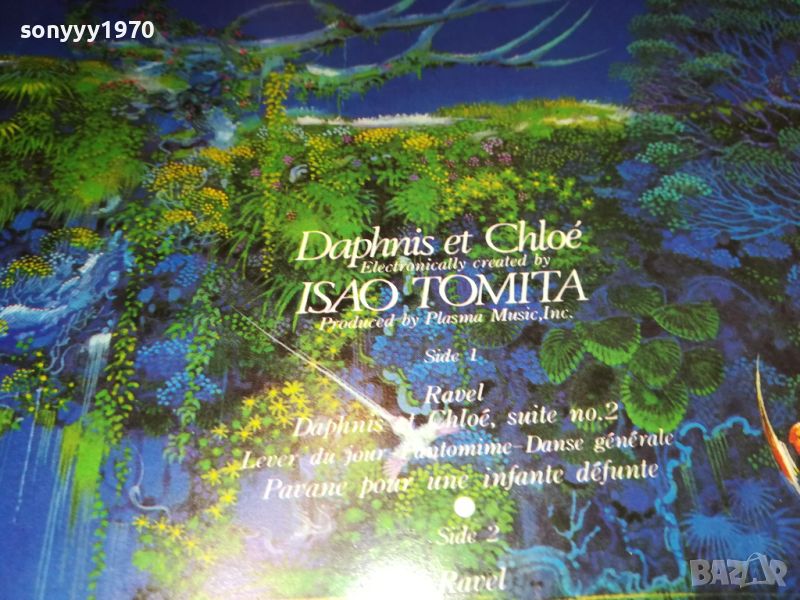 sonyyy1970
Daphnis et Chloé
Electronically created by
ISAO TOMITA
Produced by Plasma Music,Inc.
Side 1
Ravel
Daphnis et Chloé, suite no.2
Lever du jour-Pantomime-Danse générale
Pavane pour une infante défunte
Side 2
Ravel
BAZAR